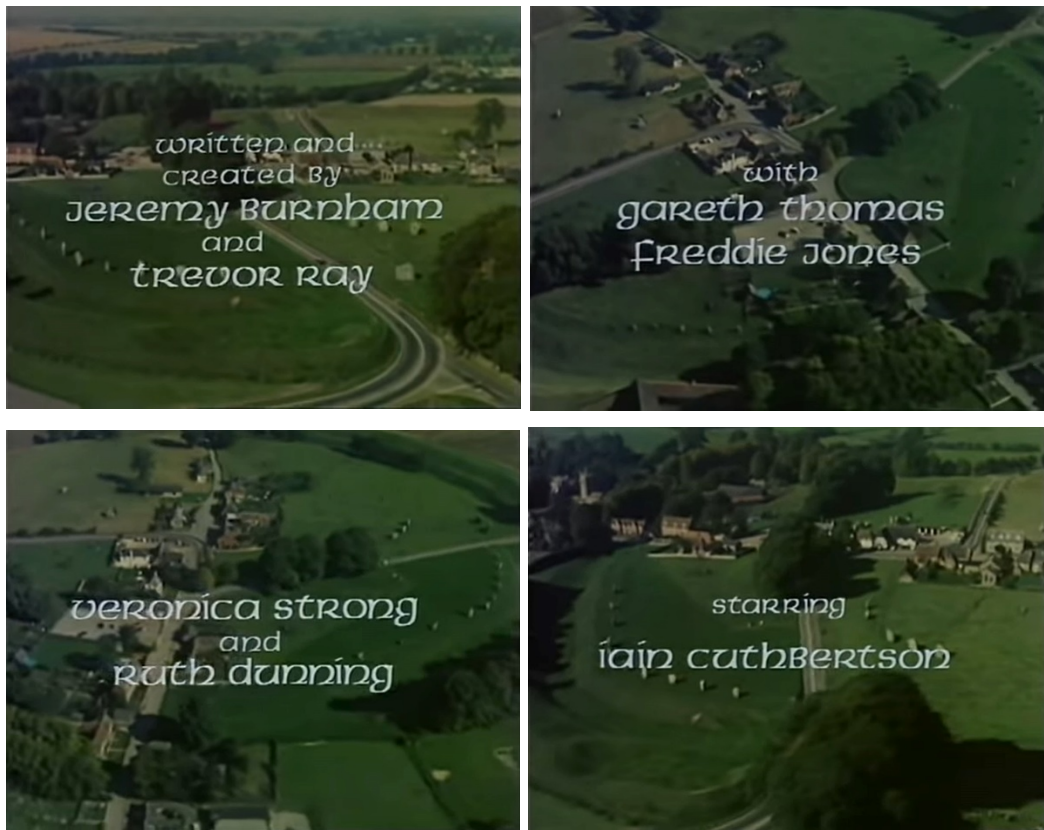 written and
created by
Jeremy Burnham
and
Trevor Ray
with
Gareth Thomas
Freddie Jones
Veronica Strong
and
Ruth Dunning
starring
Iain Cuthbertson